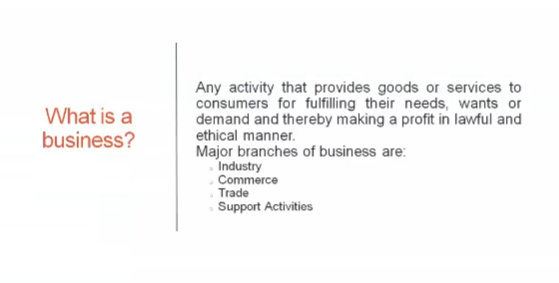 What is a
business?
Any activity that provides goods or services to
consumers for fulfilling their needs, wants or
demand and thereby making a profit in lawful and
ethical manner.
Major branches of business are:
Industry
Commerce
Trade
Support Activities